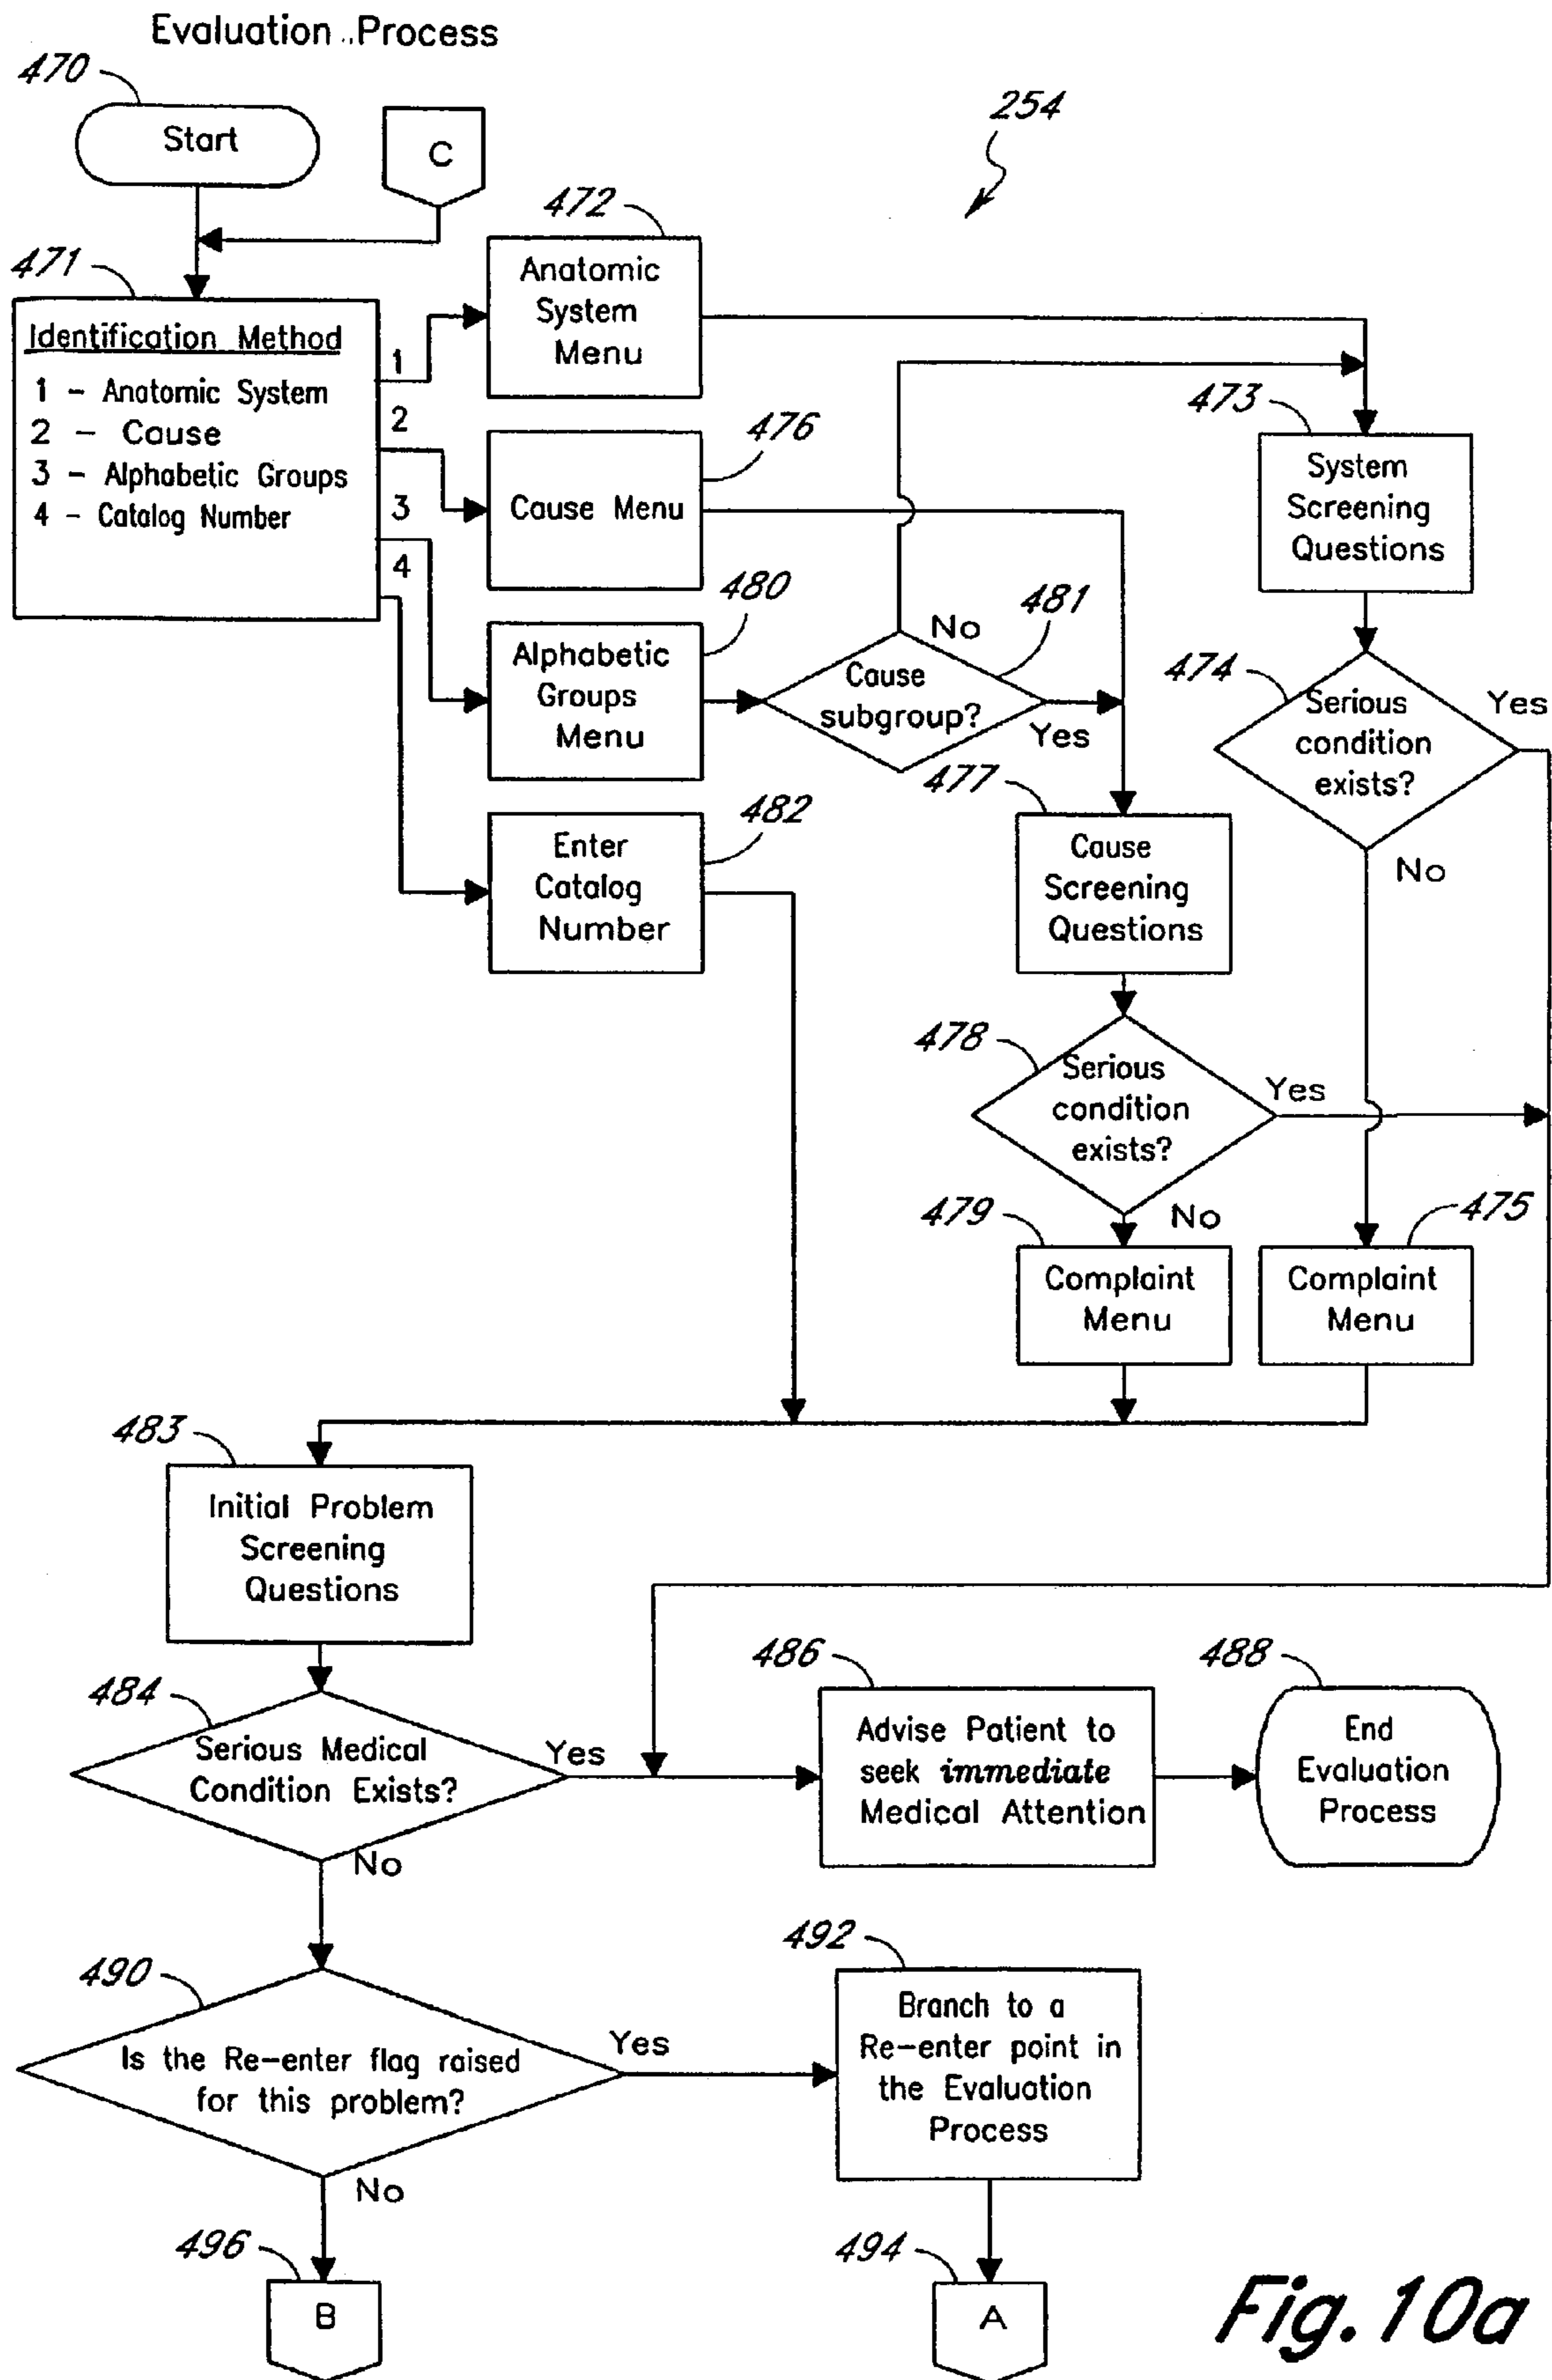 Evaluation Process
470
Start
C
254
471
Identification Method
1 - Anatomic System
2 - Cause
3 - Alphabetic Groups
4 - Catalog Number
1
2
3
4
472
Anatomic
System
Menu
476
Cause Menu
480
Alphabetic
Groups
Menu
481
Cause
subgroup?
No
Yes
482
Enter
Catalog
Number
473
System
Screening
Questions
474
Serious
condition
exists?
Yes
No
477
Cause
Screening
Questions
478
Serious
condition
exists?
Yes
No
479
Complaint
Menu
475
Complaint
Menu
483
Initial Problem
Screening
Questions
484
Serious Medical
Condition Exists?
Yes
No
486
Advise Patient to
seek immediate
Medical Attention
488
End
Evaluation
Process
490
Is the Re-enter flag raised
for this problem?
Yes
No
492
Branch to a
Re-enter point in
the Evaluation
Process
496
B
494
A
Fig. 10a